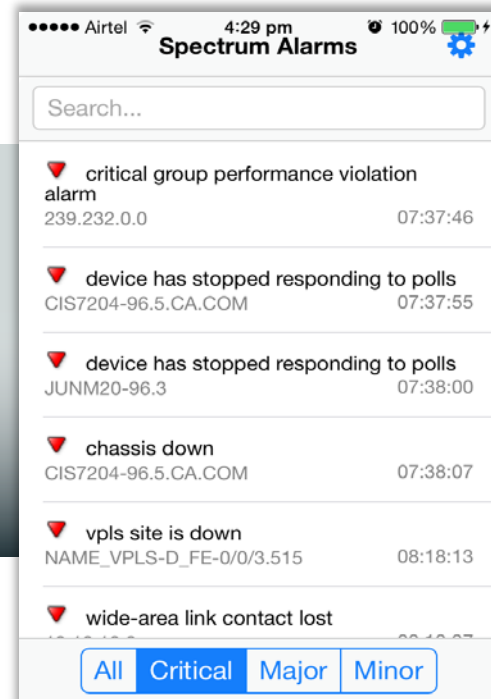 Airtel 4:29 pm 100%
Spectrum Alarms
Search...
critical group performance violation
alarm
239.232.0.0 07:37:46
device has stopped responding to polls
CIS7204-96.5.CA.COM 07:37:55
device has stopped responding to polls
JUNM20-96.3 07:38:00
chassis down
CIS7204-96.5.CA.COM 07:38:07
vpls site is down
NAME_VPLS-D_FE-0/0/3.515 08:18:13
wide-area link contact lost
All Critical Major Minor